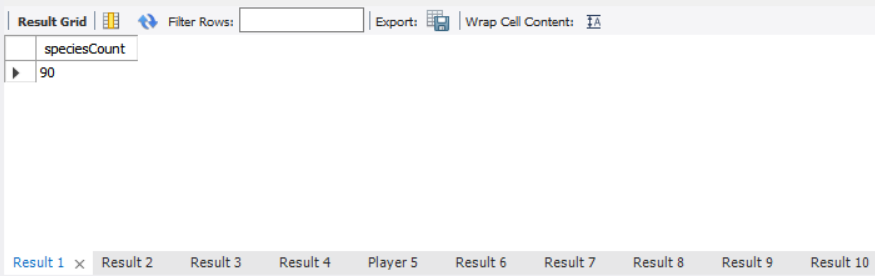 Result Grid Filter Rows: Export: Wrap Cell Content: IA
speciesCount
90
Result 1 × Result 2 Result 3 Result 4 Player 5 Result 6 Result 7 Result 8 Result 9 Result 10